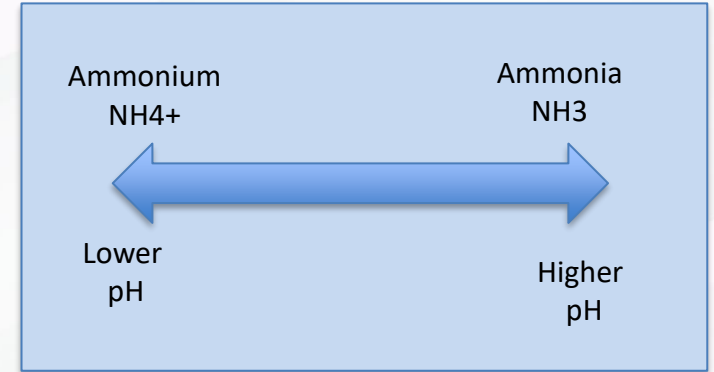 Ammonium
NH4+
Ammonia
NH3
Lower
pH
Higher
pH